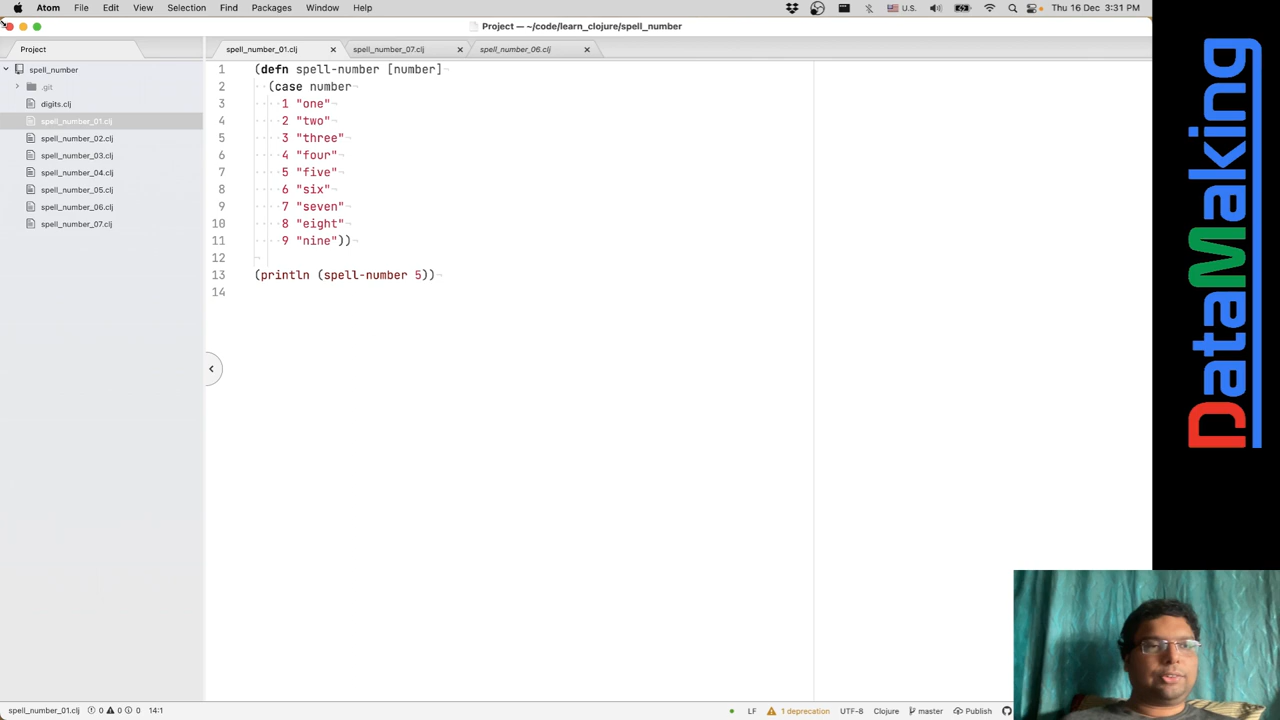 Atom File Edit View Selection Find Packages Window Help
U.S. Thu 16 Dec 3:31 PM
Project — ~/code/learn_clojure/spell_number
Project
spell_number_01.clj spell_number_07.clj spell_number_06.clj
spell_number
.git
digits.clj
spell_number_01.clj
spell_number_02.clj
spell_number_03.clj
spell_number_04.clj
spell_number_05.clj
spell_number_06.clj
spell_number_07.clj
1 (defn spell-number [number]
2 (case number
3 1 "one"
4 2 "two"
5 3 "three"
6 4 "four"
7 5 "five"
8 6 "six"
9 7 "seven"
10 8 "eight"
11 9 "nine"))
12
13 (println (spell-number 5))
14
DataMaking
spell_number_01.clj 0 0 0 14:1
LF 1 deprecation UTF-8 Clojure master Publish